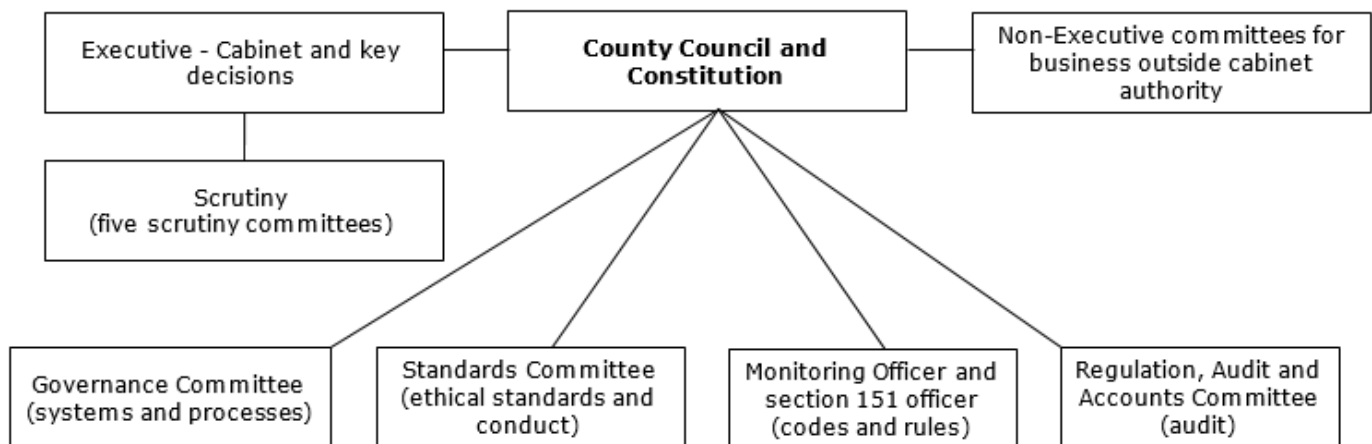 Executive - Cabinet and key
decisions
County Council and
Constitution
Non-Executive committees for
business outside cabinet
authority
Scrutiny
(five scrutiny committees)
Governance Committee
(systems and processes)
Standards Committee
(ethical standards and
conduct)
Monitoring Officer and
section 151 officer
(codes and rules)
Regulation, Audit and
Accounts Committee
(audit)